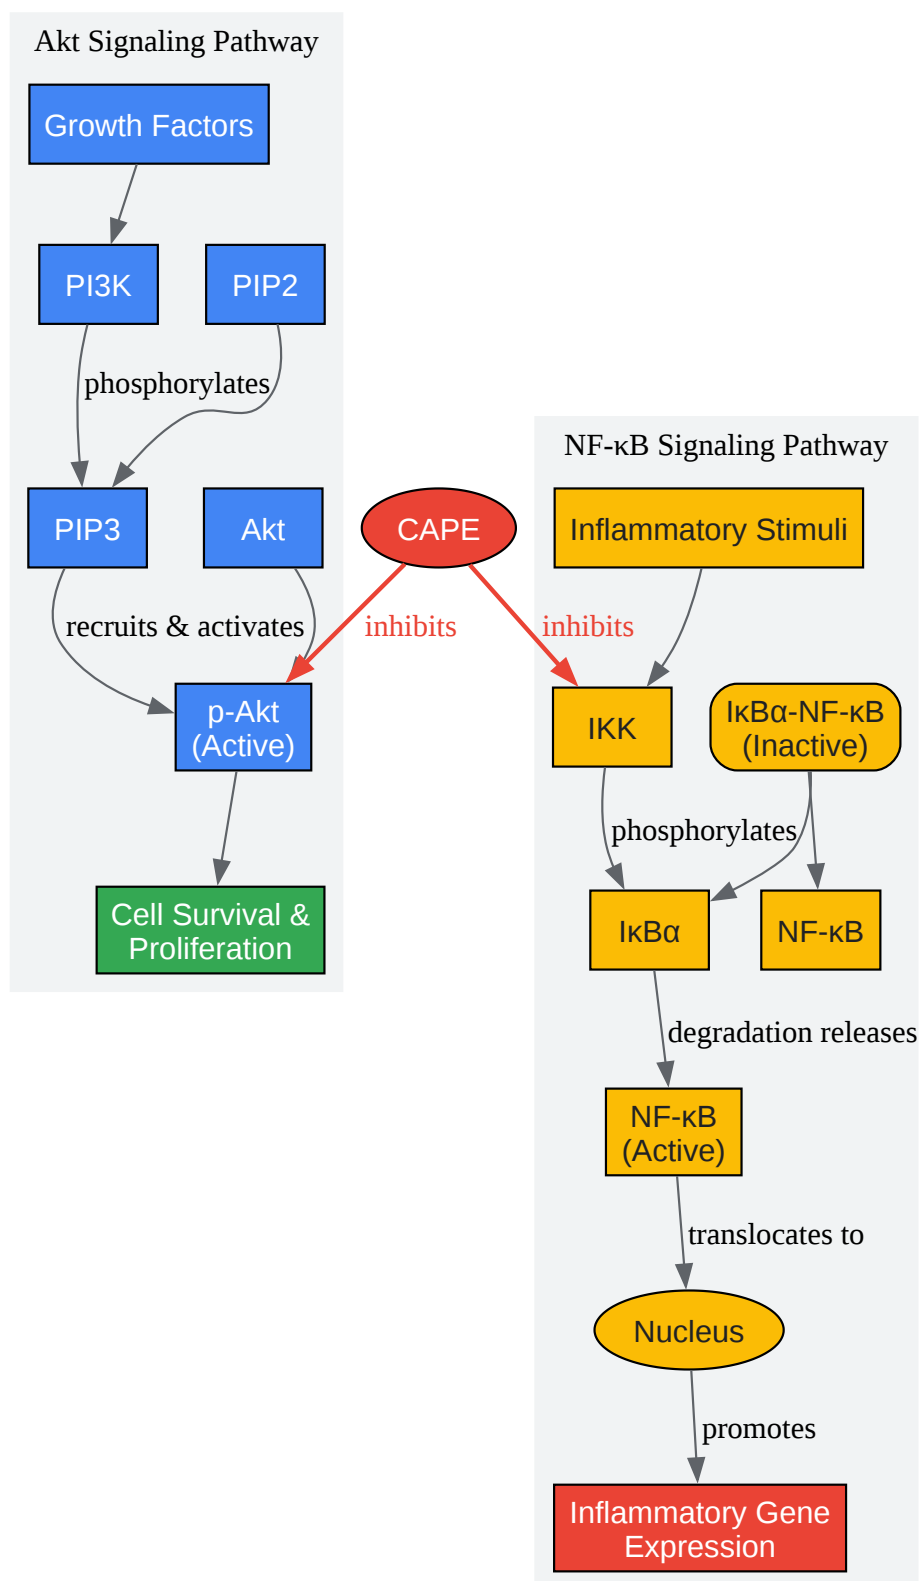 Akt Signaling Pathway
Growth Factors
PI3K
PIP2
phosphorylates
PIP3
Akt
recruits & activates
p-Akt
(Active)
Cell Survival &
Proliferation
CAPE
inhibits
inhibits
NF-κB Signaling Pathway
Inflammatory Stimuli
IKK
IκBα-NF-κB
(Inactive)
phosphorylates
IκBα
NF-κB
degradation releases
NF-κB
(Active)
translocates to
Nucleus
promotes
Inflammatory Gene
Expression